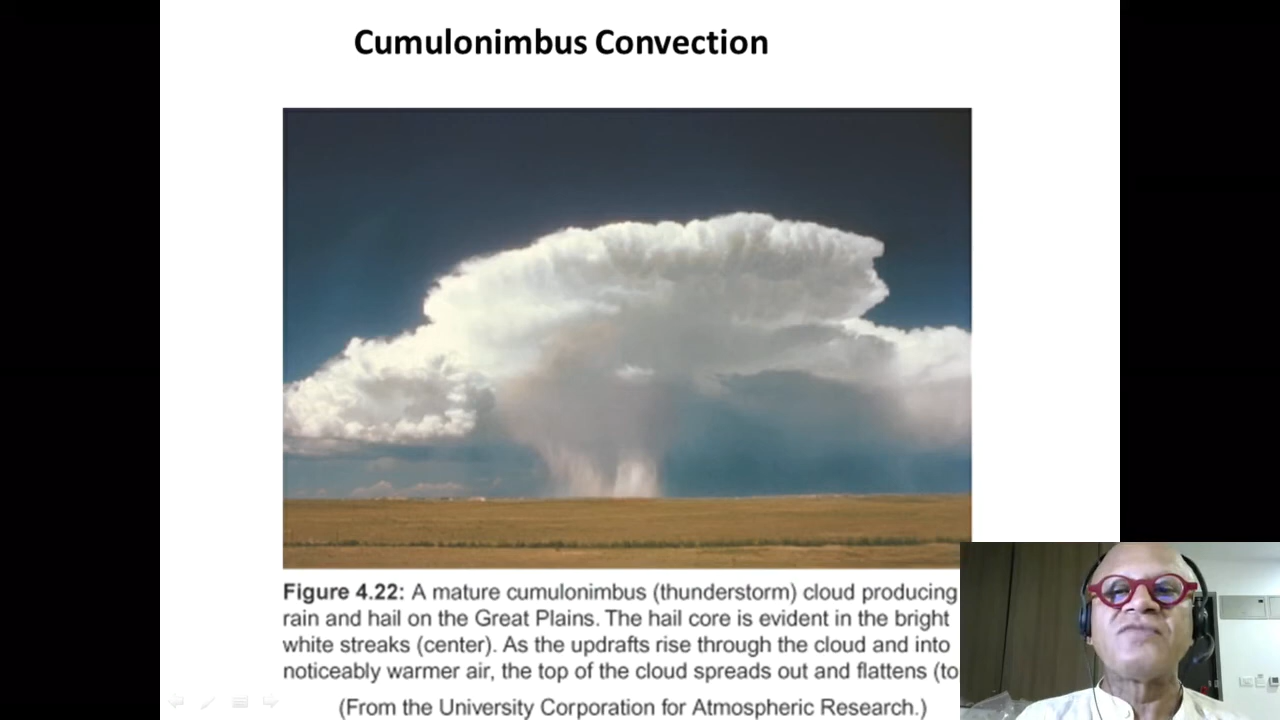 Cumulonimbus Convection
Figure 4.22: A mature cumulonimbus (thunderstorm) cloud producing
rain and hail on the Great Plains. The hail core is evident in the bright
white streaks (center). As the updrafts rise through the cloud and into
noticeably warmer air, the top of the cloud spreads out and flattens (to
(From the University Corporation for Atmospheric Research.)